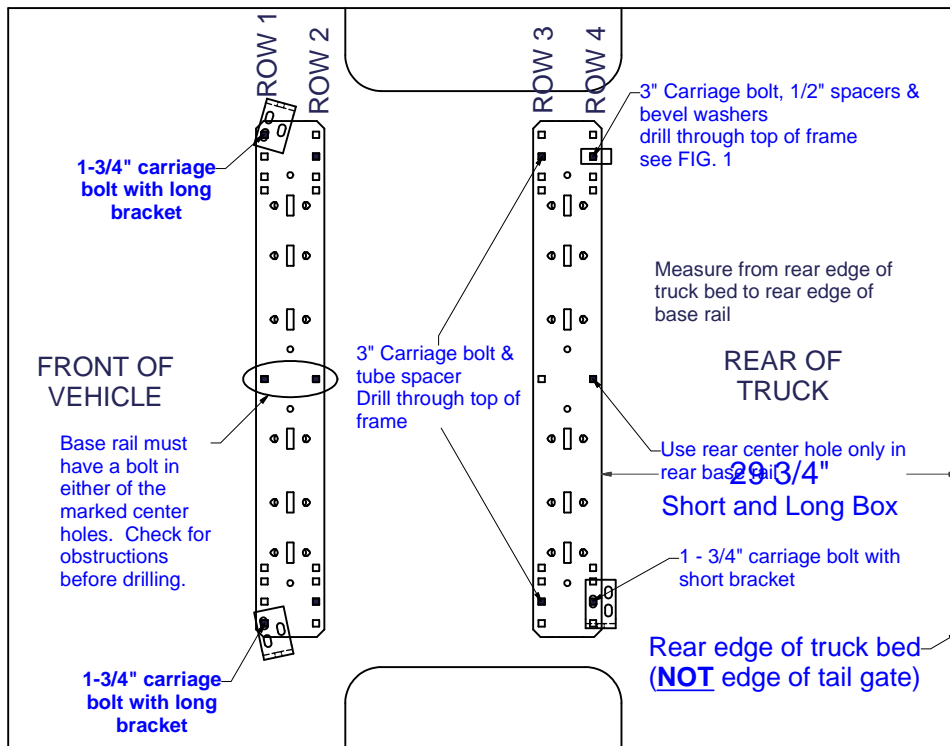 ROW 1
ROW 2
ROW 3
ROW 4
3" Carriage bolt, 1/2" spacers &
bevel washers
drill through top of frame
see FIG. 1
1-3/4" carriage
bolt with long
bracket
Measure from rear edge of
truck bed to rear edge of
base rail
FRONT OF
VEHICLE
3" Carriage bolt &
tube spacer
Drill through top of
frame
REAR OF
TRUCK
Base rail must
have a bolt in
either of the
marked center
holes. Check for
obstructions
before drilling.
Use rear center hole only in
rear base rail
29 3/4"
Short and Long Box
1 - 3/4" carriage bolt with
short bracket
Rear edge of truck bed
(NOT edge of tail gate)
1-3/4" carriage
bolt with long
bracket